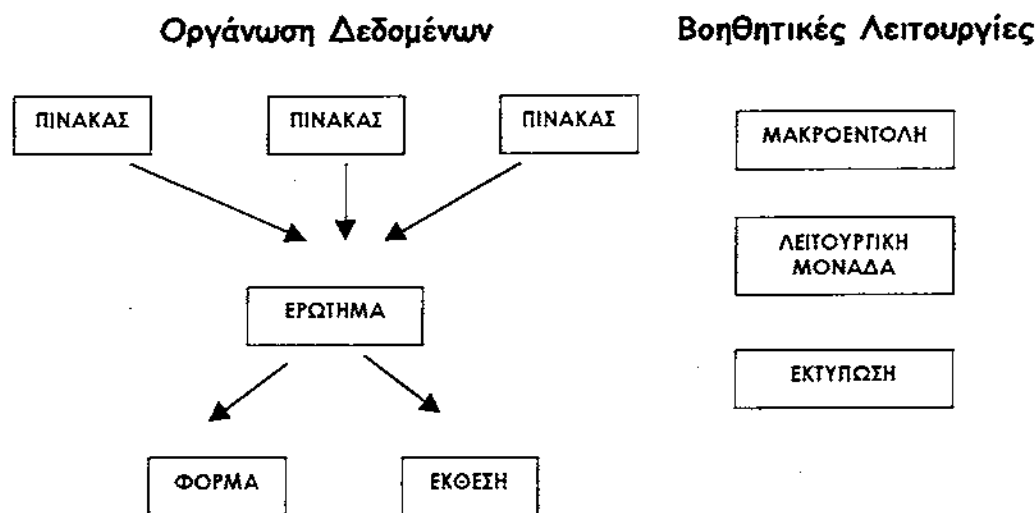 Οργάνωση Δεδομένων
Βοηθητικές Λειτουργίες
ΠΙΝΑΚΑΣ
ΠΙΝΑΚΑΣ
ΠΙΝΑΚΑΣ
ΕΡΩΤΗΜΑ
ΦΟΡΜΑ
ΕΚΘΕΣΗ
ΜΑΚΡΟΕΝΤΟΛΗ
ΛΕΙΤΟΥΡΓΙΚΗ
ΜΟΝΑΔΑ
ΕΚΤΥΠΩΣΗ